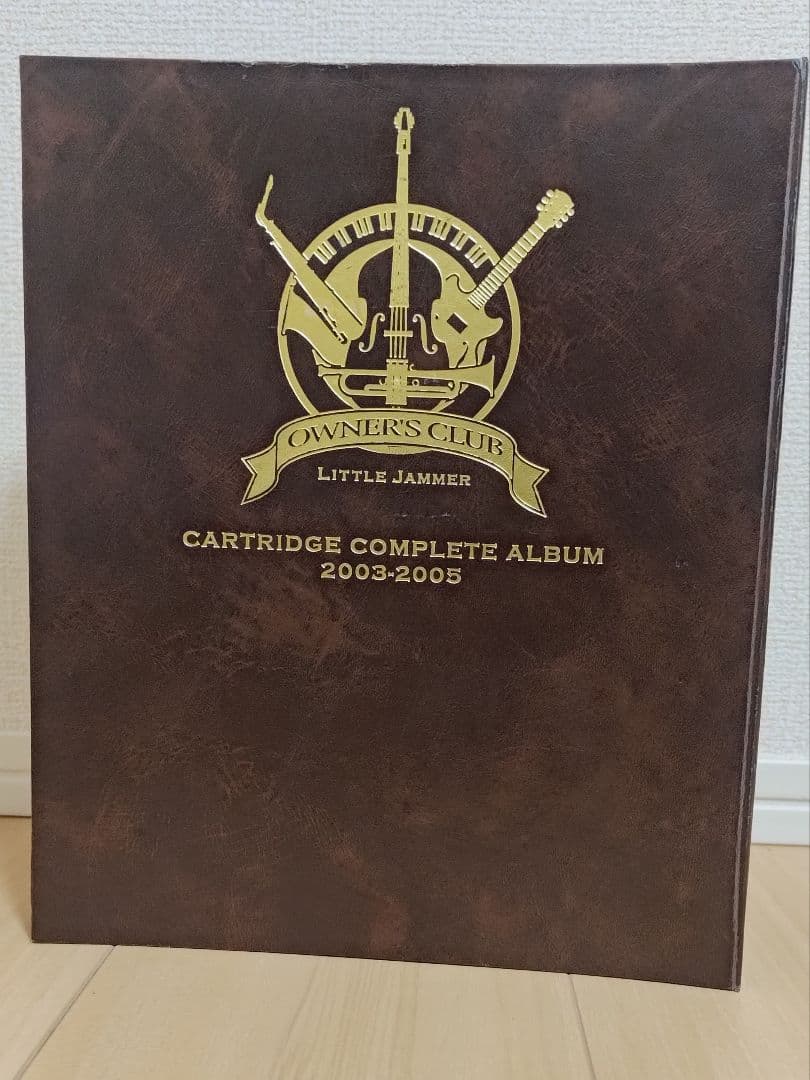 OWNER'S CLUB
LITTLE JAMMER
CARTRIDGE COMPLETE ALBUM
2003-2005